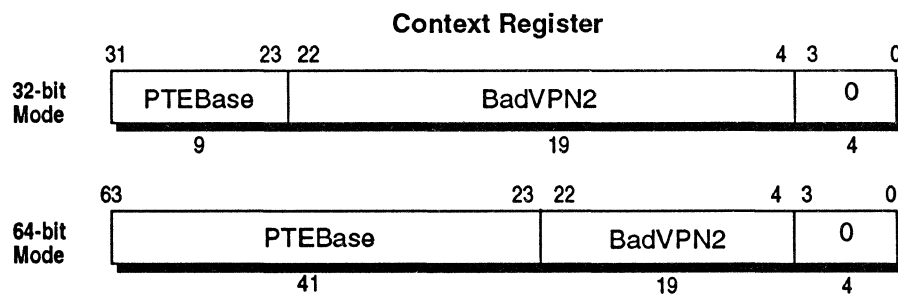 Context Register
31 23 22 4 3 0
32-bit
Mode
PTEBase BadVPN2 0
9 19 4
63 23 22 4 3 0
64-bit
Mode
PTEBase BadVPN2 0
41 19 4